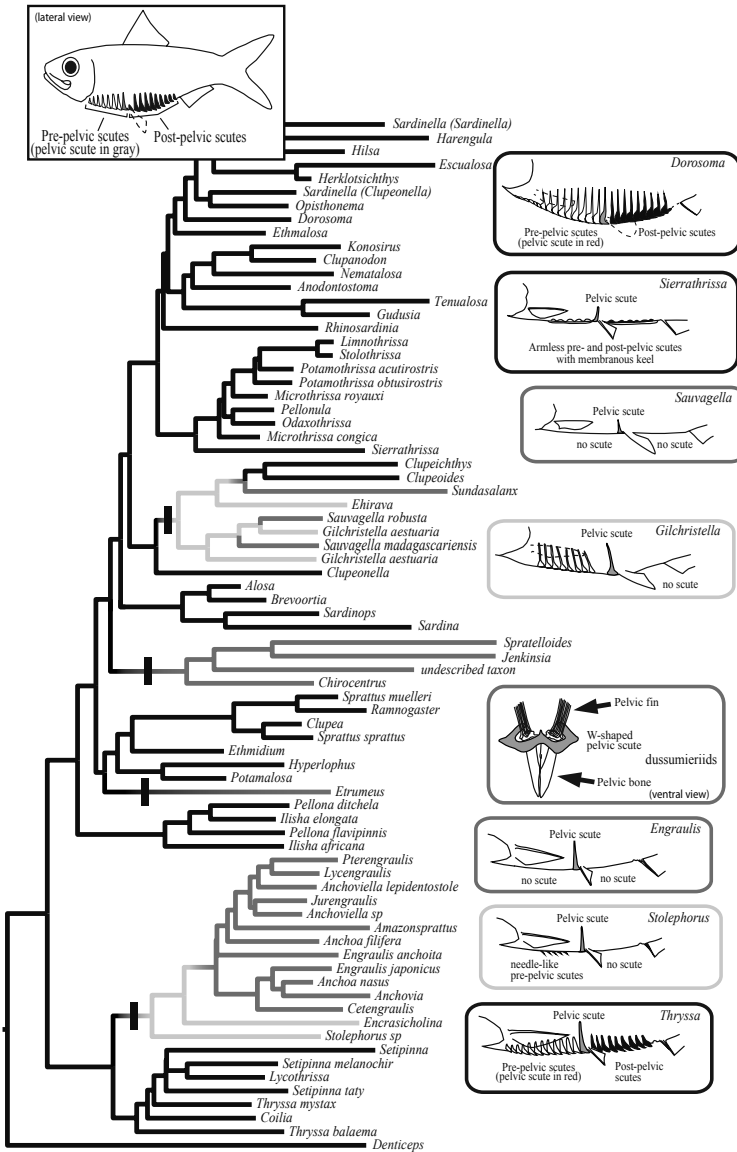 (lateral view)
Pre-pelvic scutes
(pelvic scute in gray)
Post-pelvic scutes
Sardinella (Sardinella)
Harengula
Hilsa
Escualosa
Herklotsichthys
Sardinella (Clupeonella)
Opisthonema
Dorosoma
Ethmalosa
Konosirus
Clupanodon
Nematalosa
Anodontostoma
Tenualosa
Gudusia
Rhinosardinia
Limnothrissa
Stolothrissa
Potamothrissa acutirostris
Potamothrissa obtusirostris
Microthrissa royauxi
Pellonula
Odaxothrissa
Microthrissa congica
Sierrathrissa
Clupeichthys
Clupeoides
Sundasalanx
Ehirava
Sauvagella robusta
Gilchristella aestuaria
Sauvagella madagascariensis
Gilchristella aestuaria
Clupeonella
Alosa
Brevoortia
Sardinops
Sardina
Spratelloides
Jenkinsia
undescribed taxon
Chirocentrus
Sprattus muelleri
Ramnogaster
Clupea
Sprattus sprattus
Ethmidium
Hyperlophus
Potamalosa
Etrumeus
Pellona ditchela
Ilisha elongata
Pellona flavipinnis
Ilisha africana
Pterengraulis
Lycengraulis
Anchoviella lepidentostole
Jurengraulis
Anchoviella sp
Amazonsprattus
Anchoa filifera
Engraulis anchoita
Engraulis japonicus
Anchoa nasus
Anchovia
Cetengraulis
Encrasicholina
Stolephorus sp
Setipinna
Setipinna melanochir
Lycothrissa
Setipinna taty
Thryssa mystax
Coilia
Thryssa balaema
Denticeps
Dorosoma
Pre-pelvic scutes
(pelvic scute in red)
Post-pelvic scutes
Sierrathrissa
Pelvic scute
Armless pre- and post-pelvic scutes
with membranous keel
Sauvagella
Pelvic scute
no scute
no scute
Gilchristella
Pelvic scute
no scute
Pelvic fin
W-shaped
pelvic scute
dussumieriids
Pelvic bone
(ventral view)
Engraulis
Pelvic scute
no scute
no scute
Stolephorus
Pelvic scute
needle-like
pre-pelvic scutes
no scute
Thryssa
Pelvic scute
Pre-pelvic scutes
(pelvic scute in red)
Post-pelvic
scutes